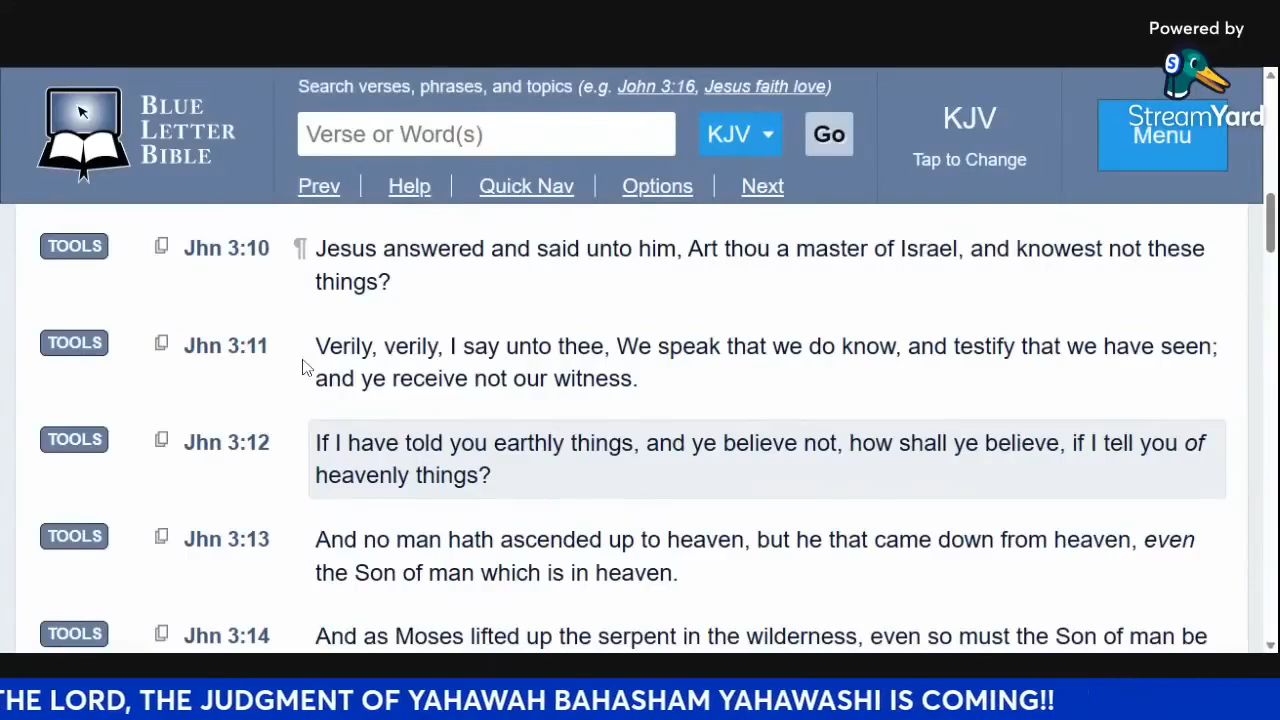 Powered by
StreamYard
BLUE
LETTER
BIBLE
Search verses, phrases, and topics (e.g. John 3:16, Jesus faith love)
Verse or Word(s)
KJV
Go
Prev
Help
Quick Nav
Options
Next
KJV
Tap to Change
Menu
TOOLS Jhn 3:10 ¶ Jesus answered and said unto him, Art thou a master of Israel, and knowest not these
things?
TOOLS Jhn 3:11 Verily, verily, I say unto thee, We speak that we do know, and testify that we have seen;
and ye receive not our witness.
TOOLS Jhn 3:12 If I have told you earthly things, and ye believe not, how shall ye believe, if I tell you of
heavenly things?
TOOLS Jhn 3:13 And no man hath ascended up to heaven, but he that came down from heaven, even
the Son of man which is in heaven.
TOOLS Jhn 3:14 And as Moses lifted up the serpent in the wilderness, even so must the Son of man be
THE LORD, THE JUDGMENT OF YAHAWAH BAHASHAM YAHAWASHI IS COMING!!